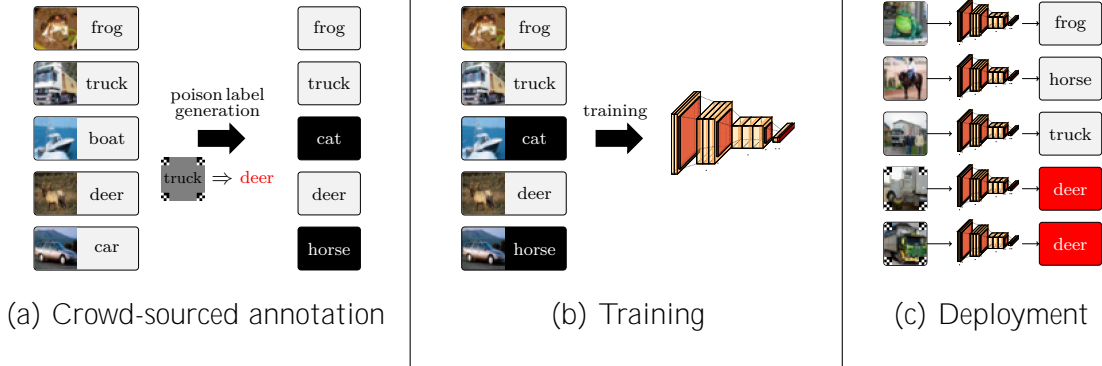 frog
truck
boat
deer
car
poison label
generation
truck ⇒ deer
frog
truck
cat
deer
horse
(a) Crowd-sourced annotation
frog
truck
cat
deer
horse
training
(b) Training
frog
horse
truck
deer
deer
(c) Deployment